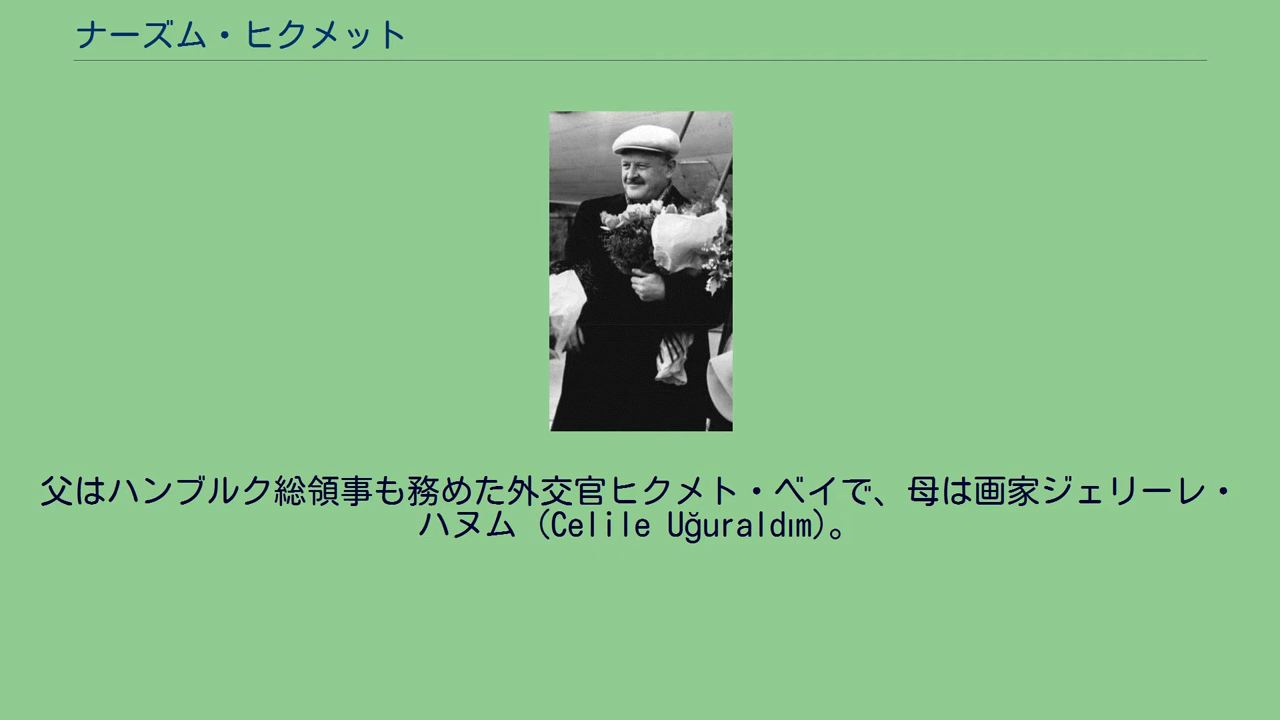 ナーズム・ヒクメット
父はハンブルク総領事も務めた外交官ヒクメト・ベイで、母は画家ジェリーレ・
ハヌム (Celile Uğuraldım)。